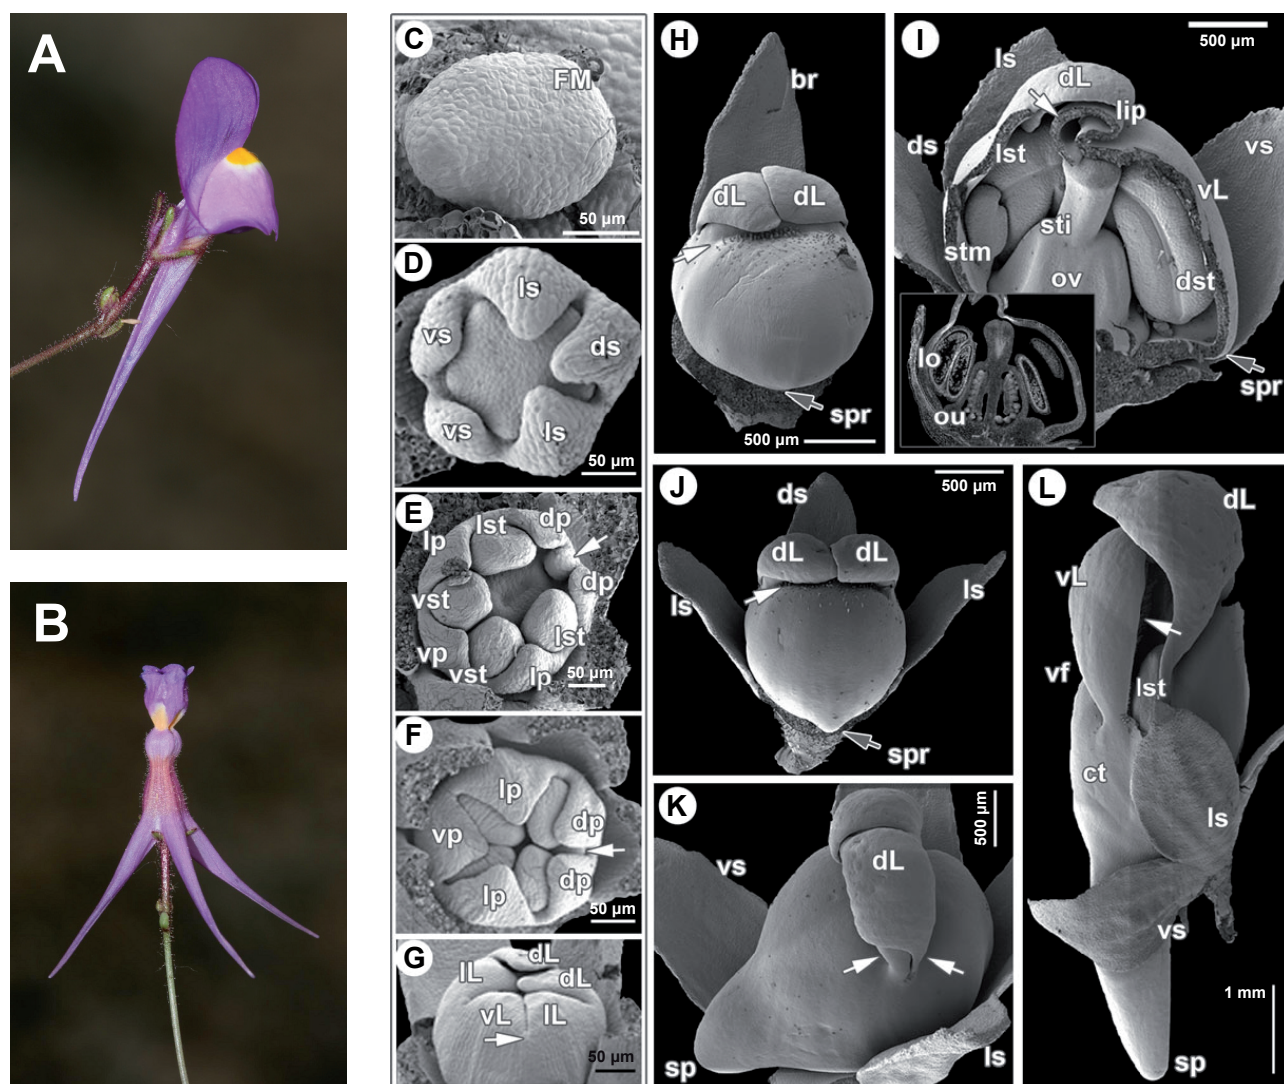 A
B
C
FM
50 µm
D
ls
vs
ds
vs
ls
50 µm
E
lst
dp
lp
dp
vst
lst
vp
vst
lp
50 µm
F
lp
vp
dp
lp
dp
50 µm
G
dL
lL
dL
vL
lL
50 µm
H
br
dL
dL
spr
500 µm
I
500 µm
ls
dL
lip
ds
vs
lst
vL
sti
stm
ov
dst
lo
spr
ou
J
500 µm
ds
dL
dL
ls
ls
spr
K
500 µm
dL
vs
sp
ls
L
dL
vL
vf
lst
ct
ls
vs
1 mm
sp